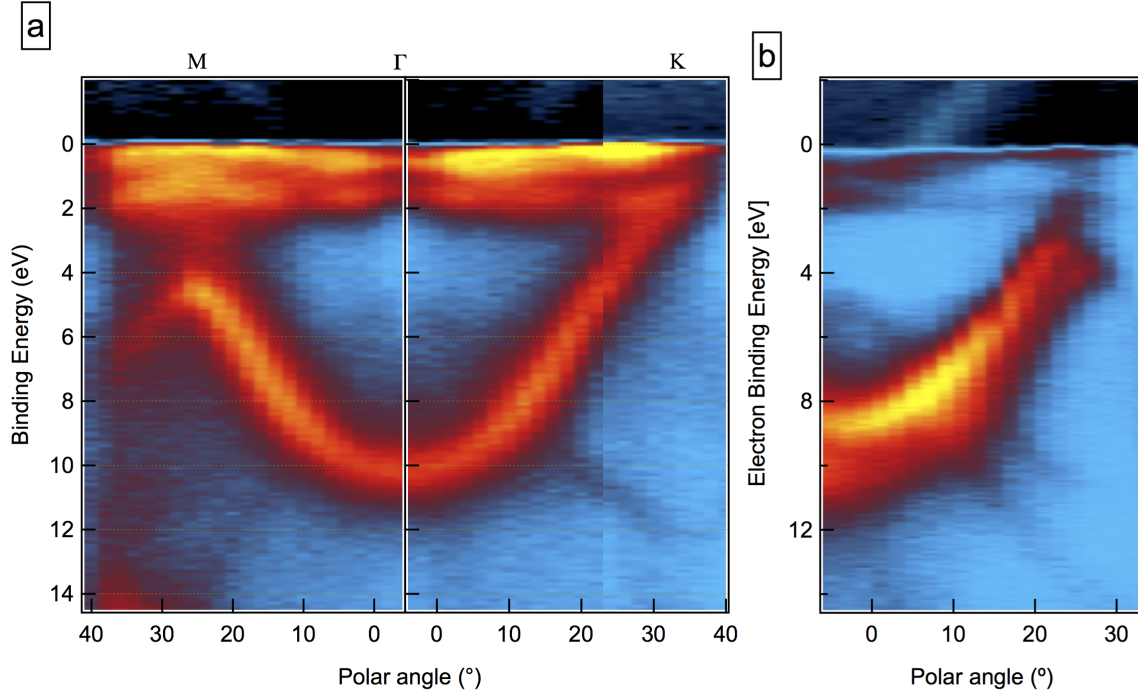 a
M Γ K
0
2
4
6
8
10
12
14
Binding Energy (eV)
40 30 20 10 0 0 10 20 30 40
Polar angle (°)
b
0
4
8
12
Electron Binding Energy [eV]
0 10 20 30
Polar angle (º)